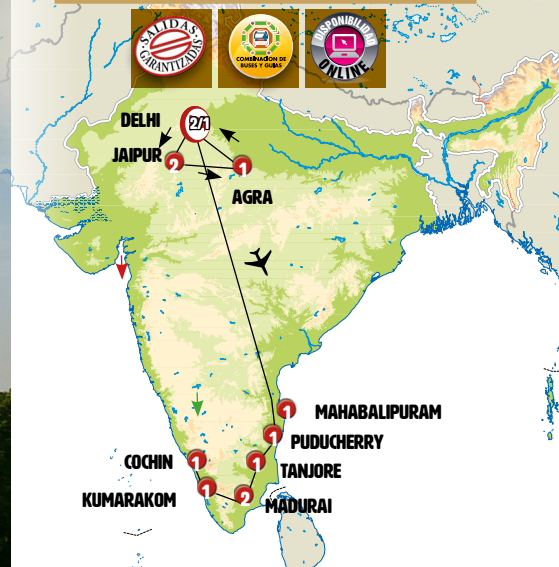 SALIDAS
GARANTIZADAS
COMBINACIÓN DE
BUSES Y GUÍAS
DISPONIBILIDAD
ONLINE
DELHI
2/1
JAIPUR
2
1
AGRA
1
MAHABALIPURAM
1
PUDUCHERRY
COCHIN
1
1
TANJORE
KUMARAKOM
1
2
MADURAI